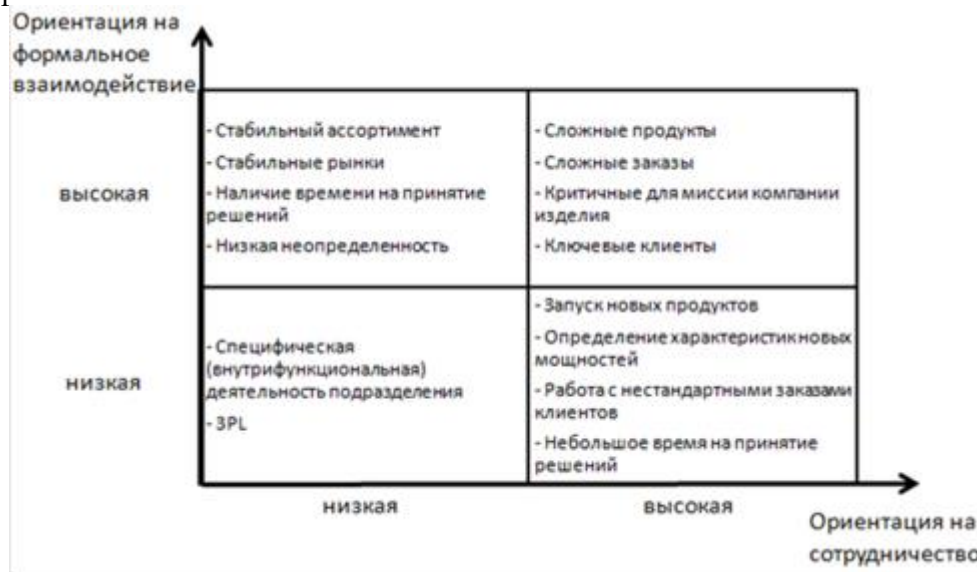 Ориентация на
формальное
взаимодействие
высокая
- Стабильный ассортимент
- Стабильные рынки
- Наличие времени на принятие
решений
- Низкая неопределенность
- Сложные продукты
- Сложные заказы
- Критичные для миссии компании
изделия
- Ключевые клиенты
низкая
- Специфическая
(внутрифункциональная)
деятельность подразделения
- 3PL
- Запуск новых продуктов
- Определение характеристик новых
мощностей
- Работа с нестандартными заказами
клиентов
- Небольшое время на принятие
решений
низкая
высокая
Ориентация на
сотрудничество